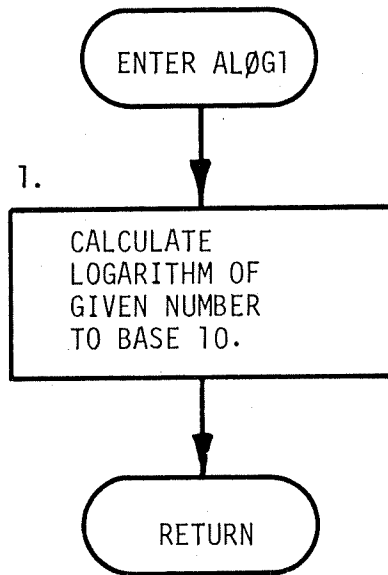 ENTER ALØG1
1.
CALCULATE
LOGARITHM OF
GIVEN NUMBER
TO BASE 10.
RETURN